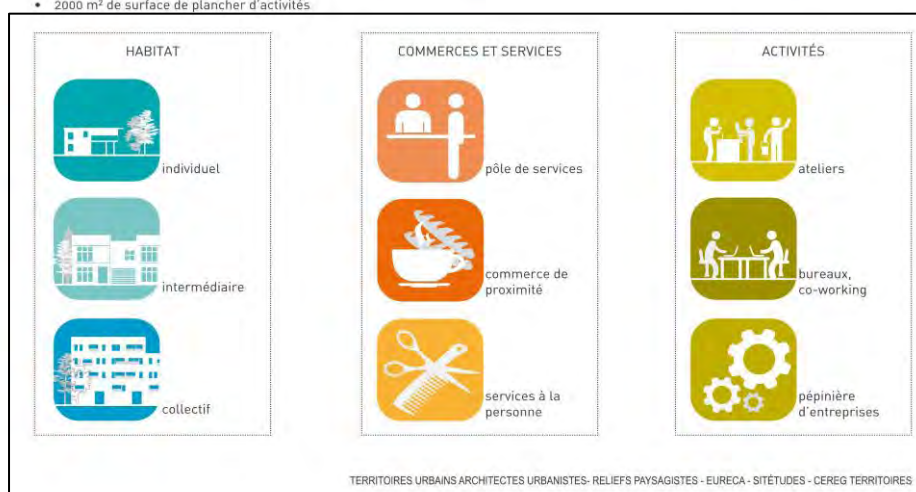 • 2000 m² de surface de plancher d'activités
HABITAT
individuel
intermédiaire
collectif
COMMERCES ET SERVICES
pôle de services
commerce de
proximité
services à la
personne
ACTIVITÉS
ateliers
bureaux,
co-working
pépinière
d'entreprises
TERRITOIRES URBAINS ARCHITECTES URBANISTES- RELIEFS PAYSAGISTES - EURECA - SITÉTUDES - CEREG TERRITOIRES